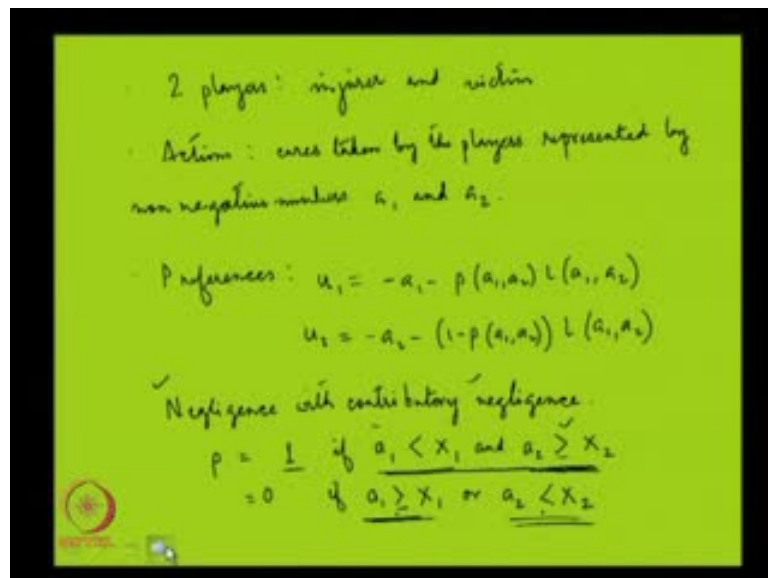 2 players: injurer and victim
Actions: cares taken by the players represented by
non negative numbers a₁ and a₂.
Preferences: u₁ = -a₁ - ρ(a₁,a₂) L(a₁,a₂)
u₂ = -a₂ - (1-ρ(a₁,a₂)) L(a₁,a₂)
Negligence with contributory negligence.
ρ = 1 if a₁ < X₁ and a₂ ≥ X₂
=0 if a₁ ≥ X₁ or a₂ < X₂